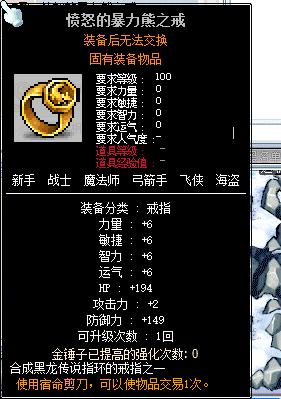 愤怒的暴力熊之戒
装备后无法交换
固有装备物品
要求等级： 100
要求力量： 0
要求敏捷： 0
要求智力： 0
要求运气： 0
要求人气度： -
道具等级： -
道具经验值： -
新手 战士 魔法师 弓箭手 飞侠 海盗
装备分类 : 戒指
力量 : +6
敏捷 : +6
智力 : +6
运气 : +6
HP : +194
攻击力 : +2
防御力 : +149
可升级次数 : 1回
金锤子已提高的强化次数: 0
合成黑龙传说指环的戒指之一
使用宿命剪刀，可以使物品交易1次。